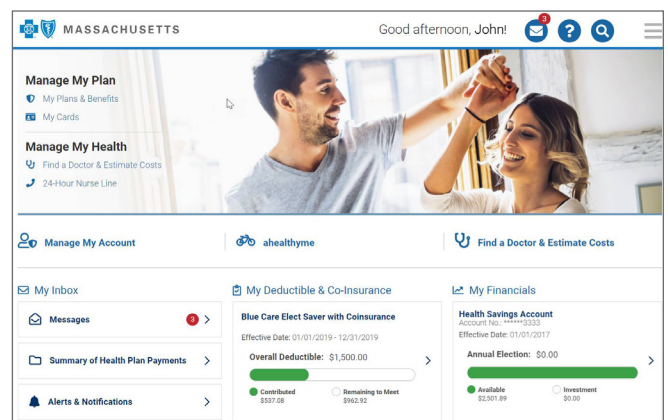 MASSACHUSETTS
Good afternoon, John!
3
Manage My Plan
My Plans & Benefits
My Cards
Manage My Health
Find a Doctor & Estimate Costs
24-Hour Nurse Line
Manage My Account
ahealthyme
Find a Doctor & Estimate Costs
My Inbox
Messages
3
Summary of Health Plan Payments
Alerts & Notifications
My Deductible & Co-Insurance
Blue Care Elect Saver with Coinsurance
Effective Date: 01/01/2019 - 12/31/2019
Overall Deductible: $1,500.00
Contributed
$537.08
Remaining to Meet
$962.92
My Financials
Health Savings Account
Account No.: ******3333
Effective Date: 01/01/2017
Annual Election: $0.00
Available
$2,501.89
Investment
$0.00